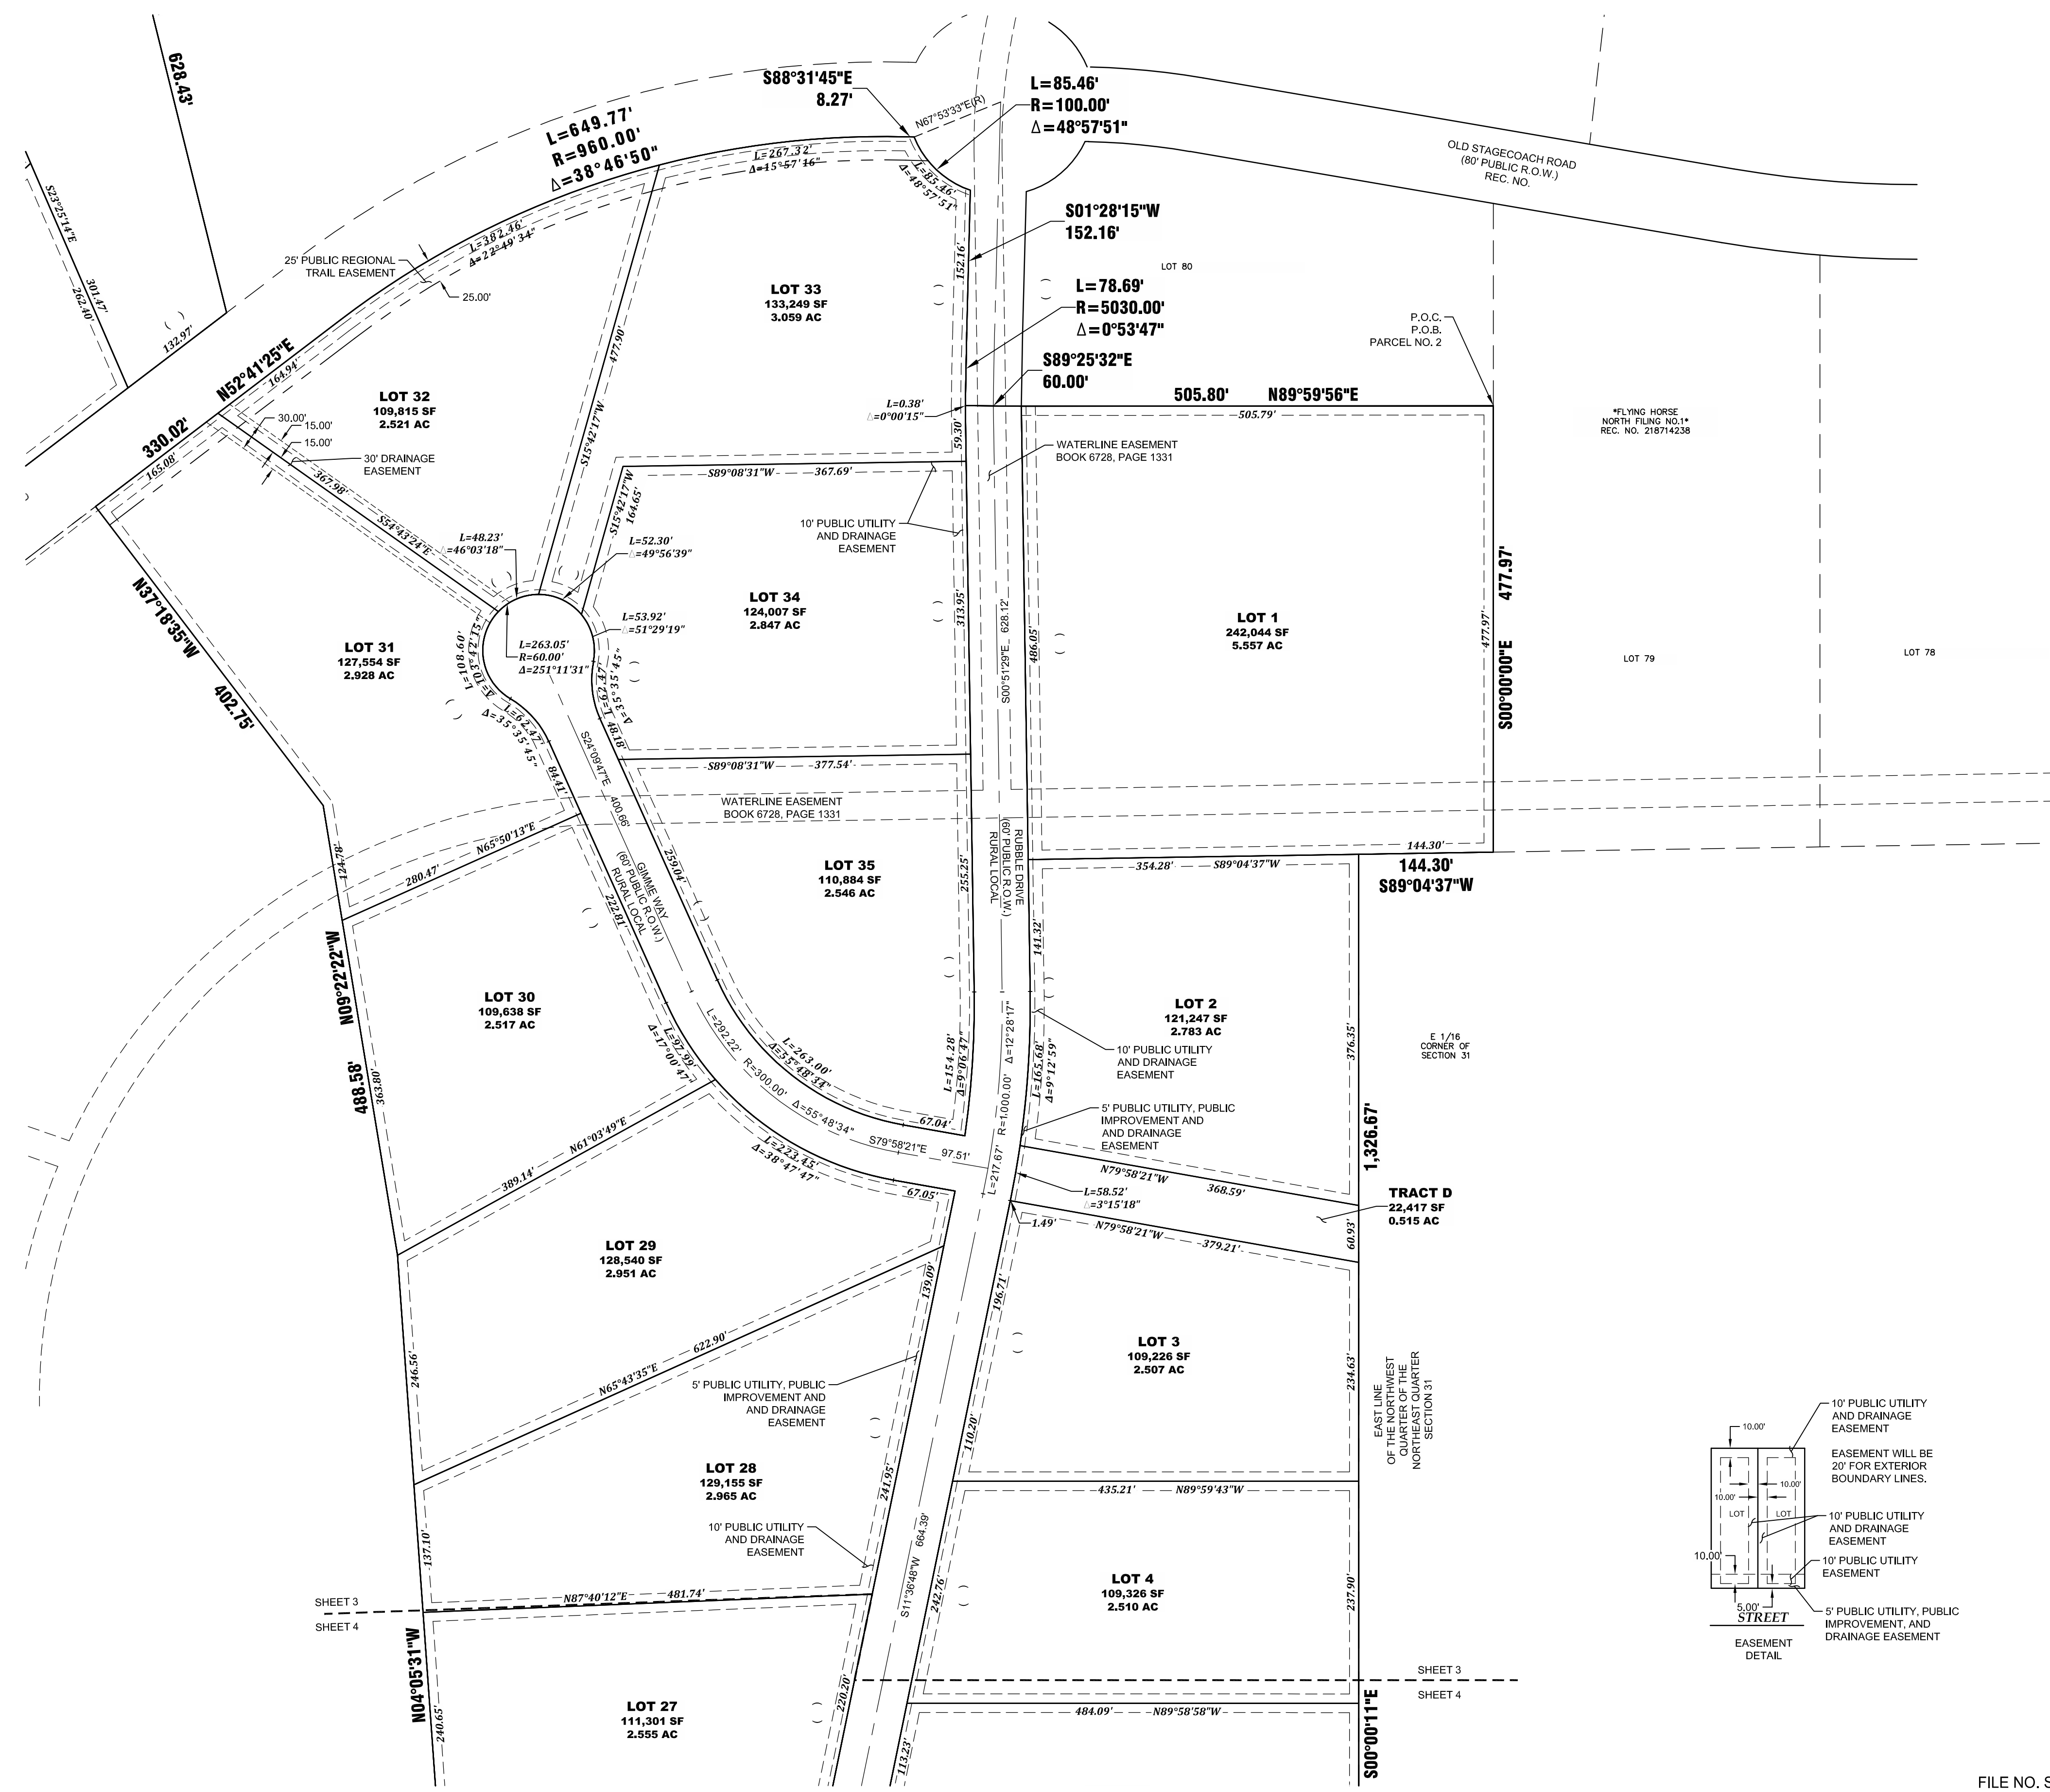 628.43'
S88°31'45"E
8.27'
L=649.77'
R=960.00'
Δ=38°46'50"
N67°53'33"E(R)
L=85.46'
R=100.00'
Δ=48°57'51"
L=267.32'
Δ=15°57'16"
L=85.46'
Δ=48°57'51"
OLD STAGECOACH ROAD
(80' PUBLIC R.O.W.)
REC. NO.
S23°25'14"E
301.47'
262.40'
L=382.46'
Δ=22°49'34"
25' PUBLIC REGIONAL
TRAIL EASEMENT
25.00'
S01°28'15"W
152.16'
152.16'
LOT 80
L=78.69'
R=5030.00'
Δ=0°53'47"
LOT 33
133,249 SF
3.059 AC
( )
132.97'
P.O.C.
P.O.B.
PARCEL NO. 2
S89°25'32"E
60.00'
505.80' N89°59'56"E
505.79'
N52°41'25"E
330.02'
164.94'
165.08'
LOT 32
109,815 SF
2.521 AC
477.90'
S15°42'17"W
L=0.38'
Δ=0°00'15"
59.30'
*FLYING HORSE
NORTH FILING NO.1*
REC. NO. 218714238
30.00'
15.00'
15.00'
30' DRAINAGE
EASEMENT
WATERLINE EASEMENT
BOOK 6728, PAGE 1331
S89°08'31"W 367.69'
367.98'
S54°43'24"E
S15°42'17"W
164.65'
10' PUBLIC UTILITY
AND DRAINAGE
EASEMENT
L=48.23'
Δ=46°03'18"
L=52.30'
Δ=49°56'39"
N37°18'35"W
402.75'
LOT 34
124,007 SF
2.847 AC
313.95'
S00°51'29"E 628.12'
486.05'
LOT 1
242,044 SF
5.557 AC
477.97'
S00°00'00"E 477.97'
LOT 79
LOT 78
LOT 31
127,554 SF
2.928 AC
L=108.60'
Δ=103°42'15"
L=263.05'
R=60.00'
Δ=251°11'31"
L=53.92'
Δ=51°29'19"
L=62.47'
Δ=35°35'45"
L=62.47'
Δ=35°35'45"
48.18'
84.41'
S24°09'47"E 400.66'
S89°08'31"W 377.54'
WATERLINE EASEMENT
BOOK 6728, PAGE 1331
124.78'
N65°50'13"E
280.47'
259.04'
LOT 35
110,884 SF
2.546 AC
255.25'
RUBBLE DRIVE
(60' PUBLIC R.O.W.)
RURAL LOCAL
144.30'
144.30'
S89°04'37"W
354.28' S89°04'37"W
GIMME WAY
(60' PUBLIC R.O.W.)
RURAL LOCAL
222.81'
N09°22'22"W
488.58'
363.80'
LOT 30
109,638 SF
2.517 AC
141.32'
LOT 2
121,247 SF
2.783 AC
10' PUBLIC UTILITY
AND DRAINAGE
EASEMENT
376.35'
E 1/16
CORNER OF
SECTION 31
L=97.99'
Δ=17°00'47"
L=292.22' R=300.00' Δ=55°48'34"
L=263.00'
Δ=55°48'34"
L=154.28'
Δ=9°06'47"
L=217.67' R=1,000.00' Δ=12°28'17"
L=165.68'
Δ=9°12'59"
5' PUBLIC UTILITY, PUBLIC
IMPROVEMENT AND
AND DRAINAGE
EASEMENT
1,326.67'
N61°03'49"E
389.14'
L=223.45'
Δ=38°47'47"
67.04'
S79°58'21"E 97.51'
67.05'
N79°58'21"W
368.59'
L=58.52'
Δ=3°15'18"
1.49'
N79°58'21"W
379.21'
60.93'
TRACT D
22,417 SF
0.515 AC
LOT 29
128,540 SF
2.951 AC
139.09'
196.71'
246.56'
N65°43'35"E
622.90'
5' PUBLIC UTILITY, PUBLIC
IMPROVEMENT AND
AND DRAINAGE
EASEMENT
LOT 3
109,226 SF
2.507 AC
234.63'
EAST LINE
OF THE NORTHWEST
QUARTER OF THE
NORTHEAST QUARTER
SECTION 31
110.20'
LOT 28
129,155 SF
2.965 AC
241.95'
435.21' N89°59'43"W
10' PUBLIC UTILITY
AND DRAINAGE
EASEMENT
137.10'
S11°36'48"W 664.39'
242.76'
LOT 4
109,326 SF
2.510 AC
237.90'
N87°40'12"E 481.74'
SHEET 3
SHEET 4
N04°05'31"W
240.65'
LOT 27
111,301 SF
2.555 AC
220.20'
SHEET 3
SHEET 4
484.09' N89°58'58"W
113.23'
S00°00'11"E
10' PUBLIC UTILITY
AND DRAINAGE
EASEMENT
10.00'
EASEMENT WILL BE
20' FOR EXTERIOR
BOUNDARY LINES.
10.00'
10.00'
LOT
LOT
10' PUBLIC UTILITY
AND DRAINAGE
EASEMENT
10.00'
10' PUBLIC UTILITY
EASEMENT
5.00'
STREET
5' PUBLIC UTILITY, PUBLIC
IMPROVEMENT, AND
DRAINAGE EASEMENT
EASEMENT
DETAIL
FILE NO. S